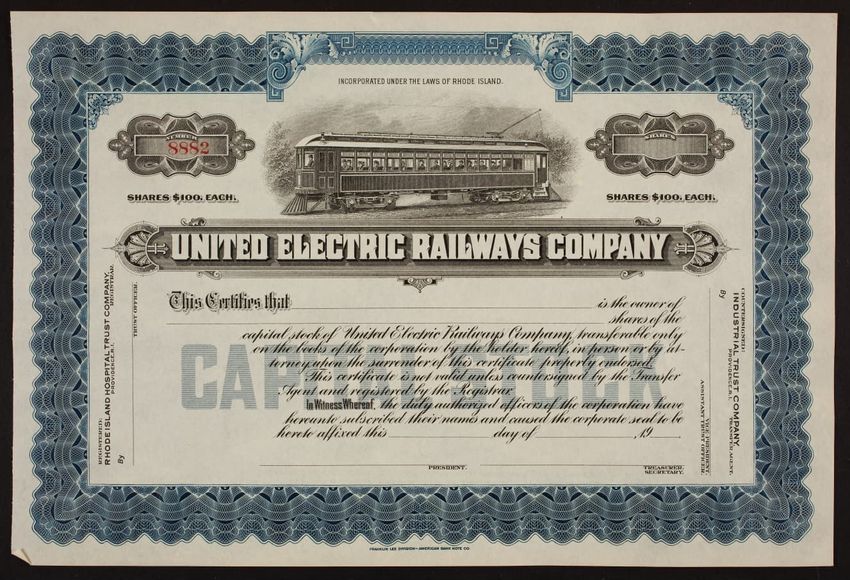 INCORPORATED UNDER THE LAWS OF RHODE ISLAND.
NUMBER
8882
SHARES
SHARES $100. EACH.
SHARES $100. EACH.
UNITED ELECTRIC RAILWAYS COMPANY
This Certifies that is the owner of
shares of the
capital stock of United Electric Railways Company, transferable only
on the books of the corporation by the holder hereof, in person or by at-
torney upon the surrender of this certificate properly endorsed.
This certificate is not valid unless countersigned by the Transfer
Agent and registered by the Registrar.
In Witness Whereof, the duly authorized officers of the corporation have
hereunto subscribed their names and caused the corporate seal to be
hereto affixed this day of , 19 .
CAPITAL STOCK
PRESIDENT.
TREASURER.
SECRETARY.
REGISTERED:
RHODE ISLAND HOSPITAL TRUST COMPANY,
PROVIDENCE, R.I. REGISTRAR.
By
TRUST OFFICER.
COUNTERSIGNED:
INDUSTRIAL TRUST COMPANY,
PROVIDENCE, R.I. TRANSFER AGENT.
By
VICE PRESIDENT.
ASSISTANT TRUST OFFICER.
FRANKLIN LEE DIVISION-AMERICAN BANK NOTE CO.